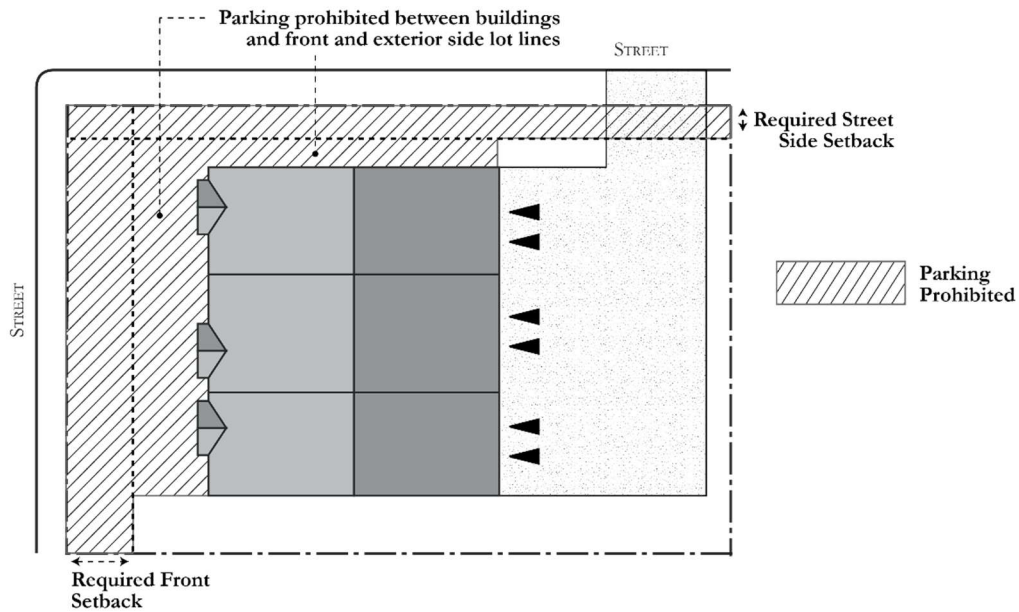 Parking prohibited between buildings
and front and exterior side lot lines
STREET
Required Street
Side Setback
Parking
Prohibited
STREET
Required Front
Setback